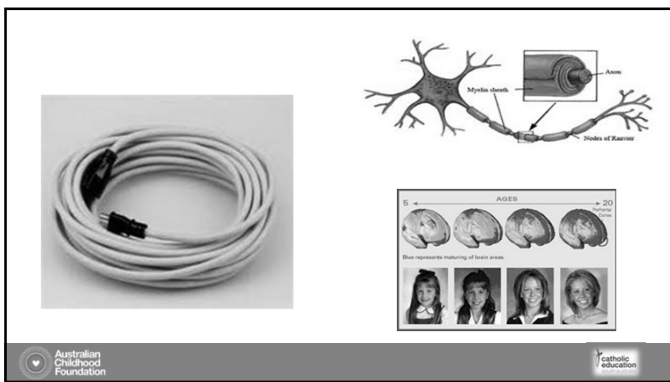 Axon
Myelin sheath
Nodes of Ranvier
AGES
5
20
Blue represents maturing of brain areas.
Australian
Childhood
Foundation
catholic
education